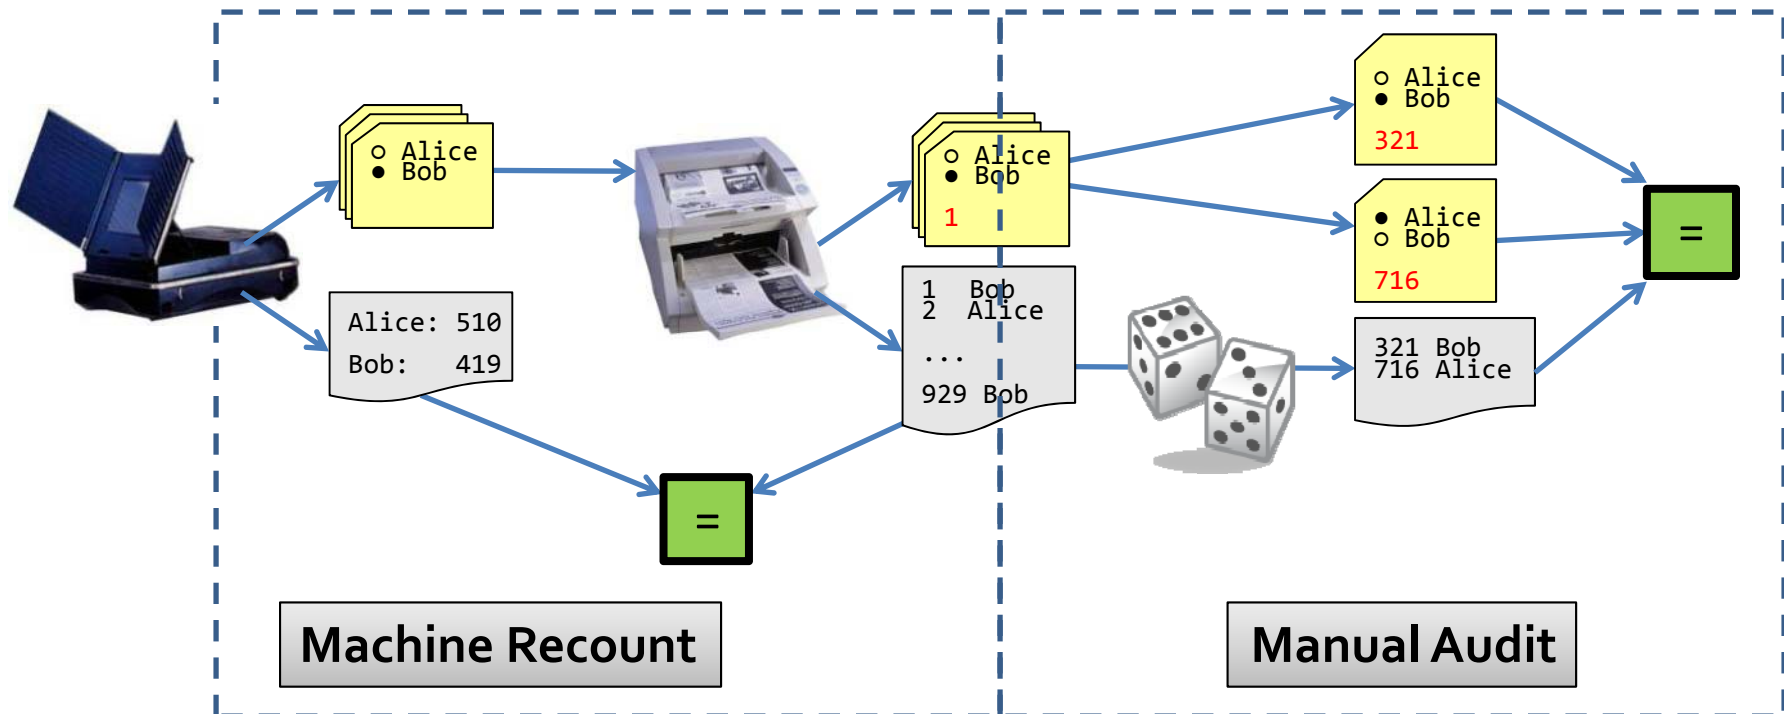 Alice
Bob
Alice: 510
Bob: 419
=
Alice
Bob
1
1 Bob
2 Alice
...
929 Bob
Alice
Bob
321
Alice
Bob
716
321 Bob
716 Alice
=
Machine Recount
Manual Audit